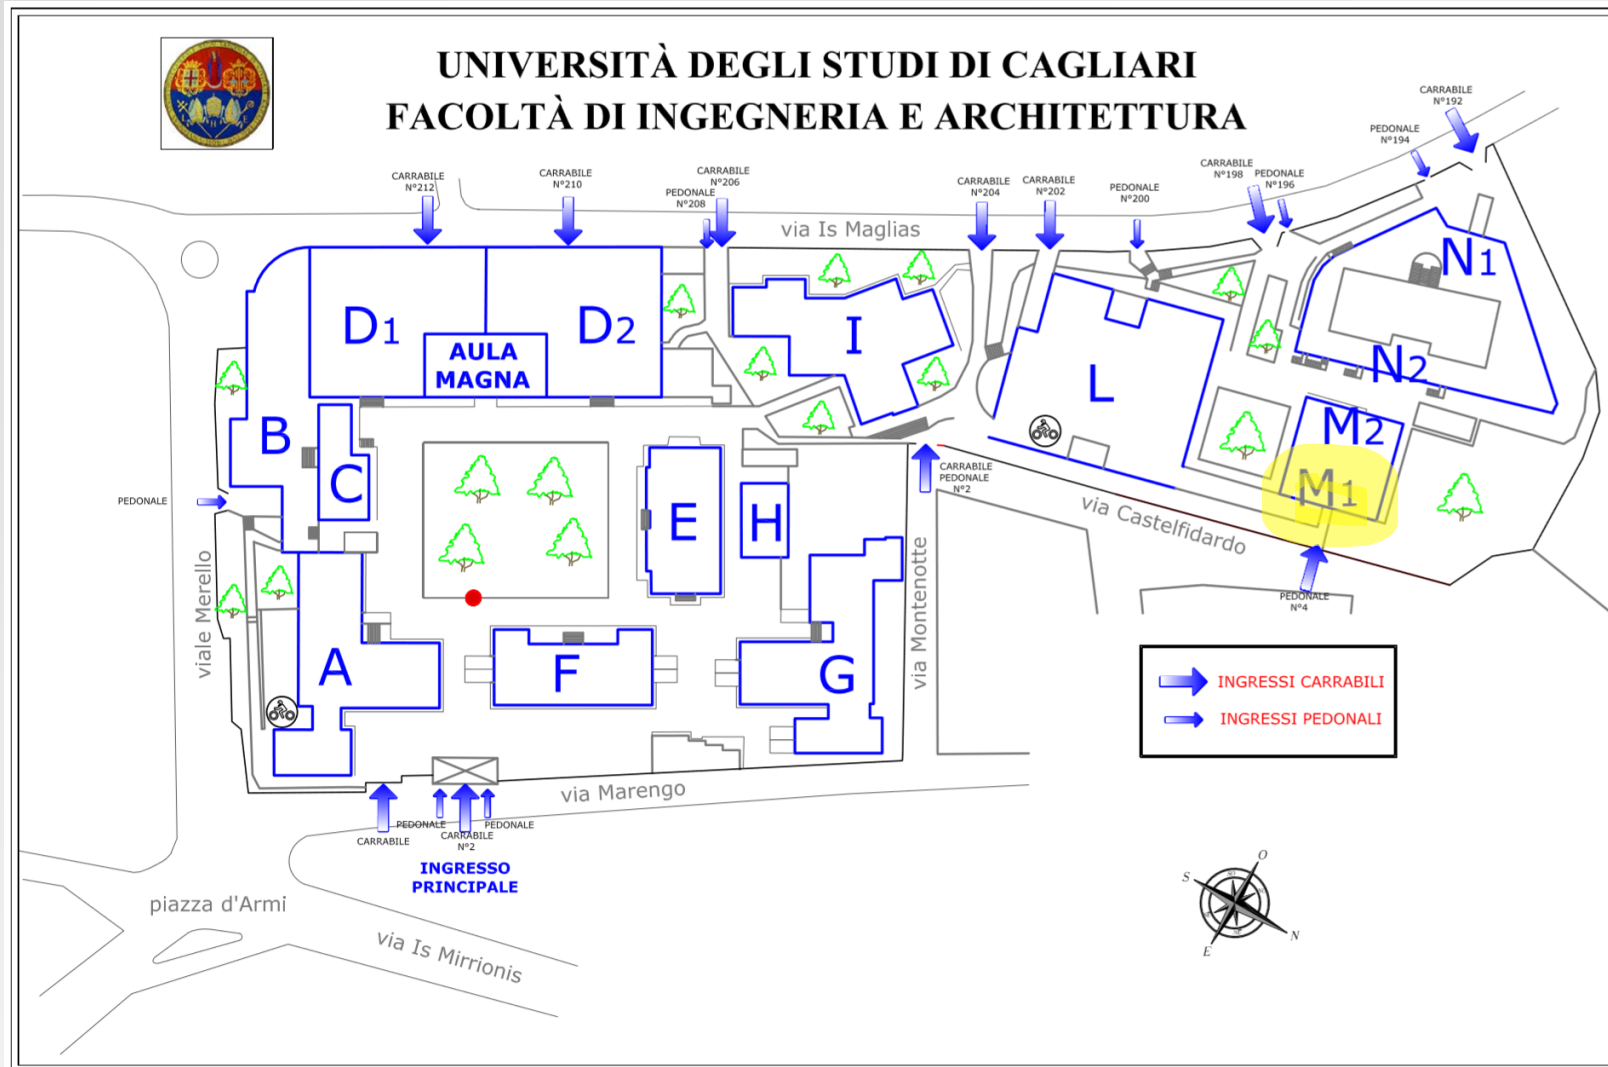 UNIVERSITÀ DEGLI STUDI DI CAGLIARI
FACOLTÀ DI INGEGNERIA E ARCHITETTURA
CARRABILE
N°192
PEDONALE
N°194
CARRABILE
N°212
CARRABILE
N°210
CARRABILE
N°206
PEDONALE
N°208
CARRABILE
N°204
CARRABILE
N°202
PEDONALE
N°200
CARRABILE
N°198
PEDONALE
N°196
via Is Maglias
D1
D2
AULA
MAGNA
I
L
N1
N2
M2
M1
B
C
E
H
PEDONALE
CARRABILE
PEDONALE
N°2
via Castelfidardo
PEDONALE
N°4
viale Merello
via Montenotte
A
F
G
INGRESSI CARRABILI
INGRESSI PEDONALI
via Marengo
CARRABILE
PEDONALE
CARRABILE
N°2
PEDONALE
INGRESSO
PRINCIPALE
piazza d'Armi
via Is Mirrionis
O
S
N
E